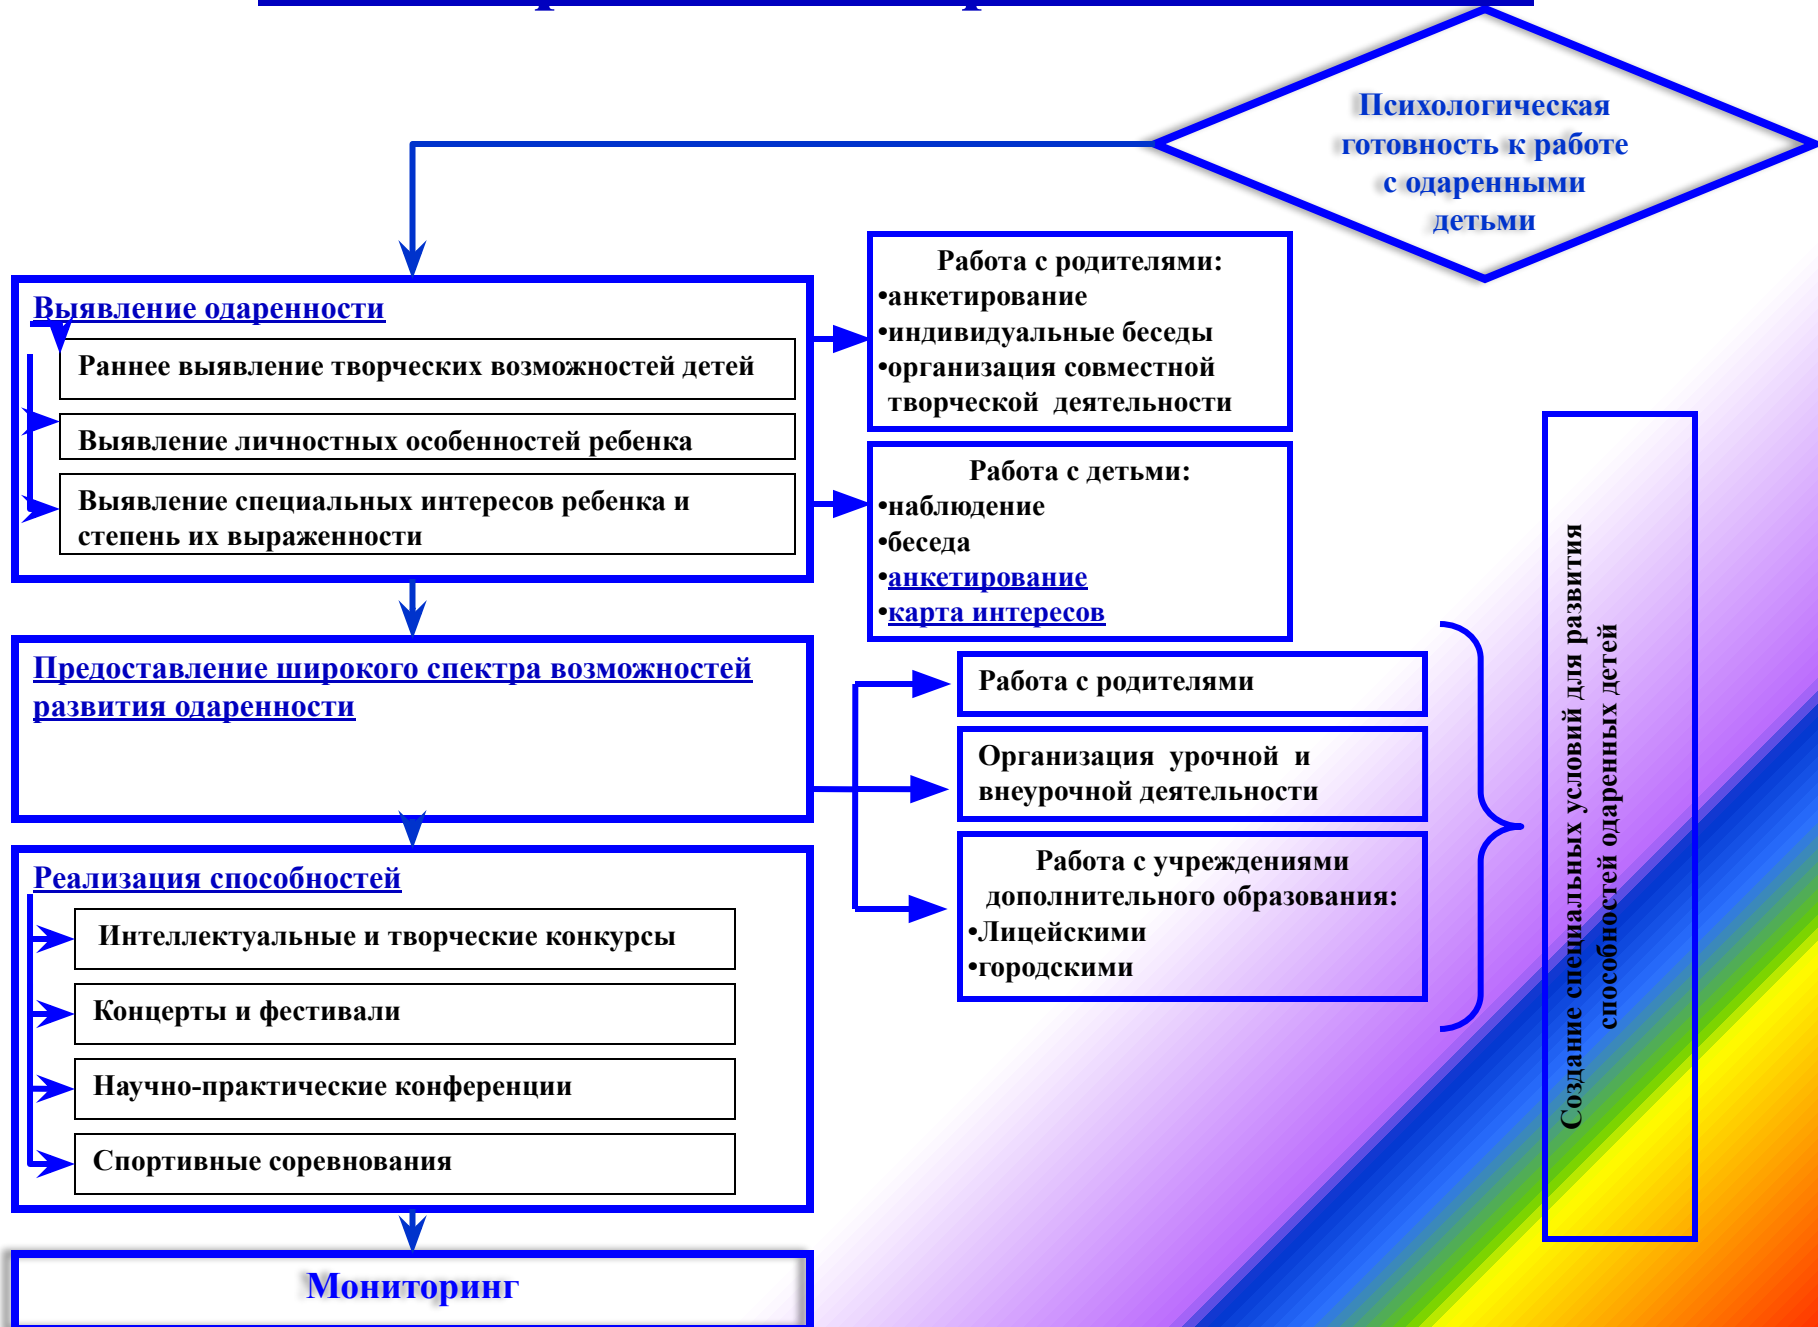 Психологическая
готовность к работе
с одаренными
детьми
Выявление одаренности
Раннее выявление творческих возможностей детей
Выявление личностных особенностей ребенка
Выявление специальных интересов ребенка и
степень их выраженности
Работа с родителями:
•анкетирование
•индивидуальные беседы
•организация совместной
творческой деятельности
Работа с детьми:
•наблюдение
•беседа
•анкетирование
•карта интересов
Предоставление широкого спектра возможностей
развития одаренности
Работа с родителями
Организация урочной и
внеурочной деятельности
Работа с учреждениями
дополнительного образования:
•Лицейскими
•городскими
Создание специальных условий для развития
способностей одаренных детей
Реализация способностей
Интеллектуальные и творческие конкурсы
Концерты и фестивали
Научно-практические конференции
Спортивные соревнования
Мониторинг